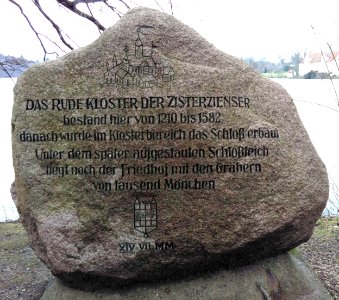 DAS RUDE KLOSTER DER ZISTERZIENSER
bestand hier von 1210 bis 1582
danach wurde im Klosterbereich das Schloß erbaut
Unter dem später aufgestauten Schloßteich
liegt noch der Friedhof mit den Gräbern
von tausend Mönchen
XIV VII MM